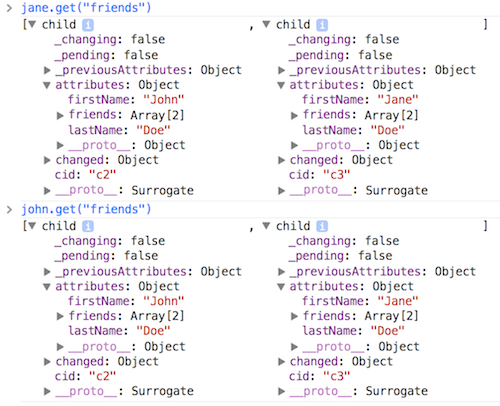 > jane.get("friends")
[▼ child i , ▼ child i ]
_changing: false _changing: false
_pending: false _pending: false
▶ _previousAttributes: Object ▶ _previousAttributes: Object
▼ attributes: Object ▼ attributes: Object
firstName: "John" firstName: "Jane"
▶ friends: Array[2] ▶ friends: Array[2]
lastName: "Doe" lastName: "Doe"
▶ __proto__: Object ▶ __proto__: Object
▶ changed: Object ▶ changed: Object
cid: "c2" cid: "c3"
▶ __proto__: Surrogate ▶ __proto__: Surrogate
> john.get("friends")
[▼ child i , ▼ child i ]
_changing: false _changing: false
_pending: false _pending: false
▶ _previousAttributes: Object ▶ _previousAttributes: Object
▼ attributes: Object ▼ attributes: Object
firstName: "John" firstName: "Jane"
▶ friends: Array[2] ▶ friends: Array[2]
lastName: "Doe" lastName: "Doe"
▶ __proto__: Object ▶ __proto__: Object
▶ changed: Object ▶ changed: Object
cid: "c2" cid: "c3"
▶ __proto__: Surrogate ▶ __proto__: Surrogate